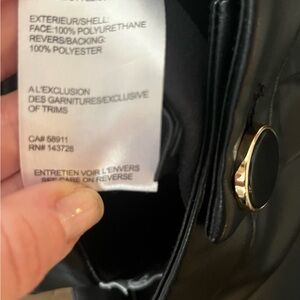 EXTERIEUR/SHELL:
FACE:100% POLYURETHANE
REVERS/BACKING:
100% POLYESTER
A L'EXCLUSION
DES GARNITURES/EXCLUSIVE
OF TRIMS
CA# 58911
RN# 143728
ENTRETIEN VOIR L'ENVERS
SEE CARE ON REVERSE